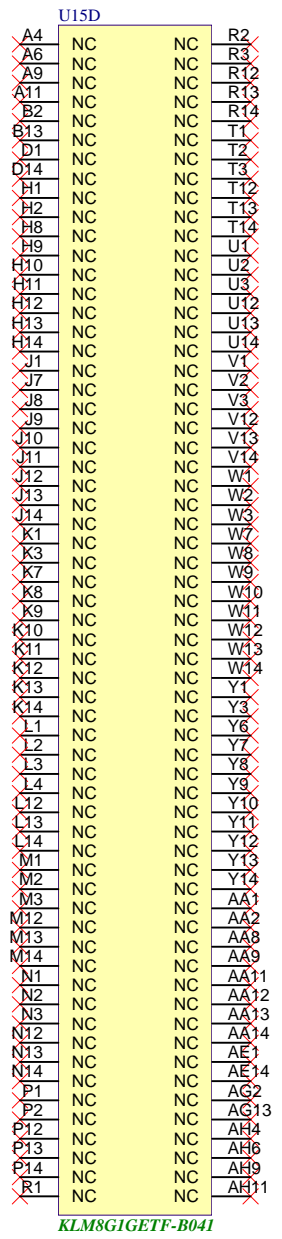 U15D
A4 NC NC R2
A6 NC NC R3
A9 NC NC R12
A11 NC NC R13
B2 NC NC R14
B13 NC NC T1
D1 NC NC T2
D14 NC NC T3
H1 NC NC T12
H2 NC NC T13
H8 NC NC T14
H9 NC NC U1
H10 NC NC U2
H11 NC NC U3
H12 NC NC U12
H13 NC NC U13
H14 NC NC U14
J1 NC NC V1
J7 NC NC V2
J8 NC NC V3
J9 NC NC V12
J10 NC NC V13
J11 NC NC V14
J12 NC NC W1
J13 NC NC W2
J14 NC NC W3
K1 NC NC W7
K3 NC NC W8
K7 NC NC W9
K8 NC NC W10
K9 NC NC W11
K10 NC NC W12
K11 NC NC W13
K12 NC NC W14
K13 NC NC Y1
K14 NC NC Y3
L1 NC NC Y6
L2 NC NC Y7
L3 NC NC Y8
L4 NC NC Y9
L12 NC NC Y10
L13 NC NC Y11
L14 NC NC Y12
M1 NC NC Y13
M2 NC NC Y14
M3 NC NC AA1
M12 NC NC AA2
M13 NC NC AA8
M14 NC NC AA9
N1 NC NC AA11
N2 NC NC AA12
N3 NC NC AA13
N12 NC NC AA14
N13 NC NC AE1
N14 NC NC AE14
P1 NC NC AG2
P2 NC NC AG13
P12 NC NC AH4
P13 NC NC AH6
P14 NC NC AH9
R1 NC NC AH11
KLM8G1GETF-B041